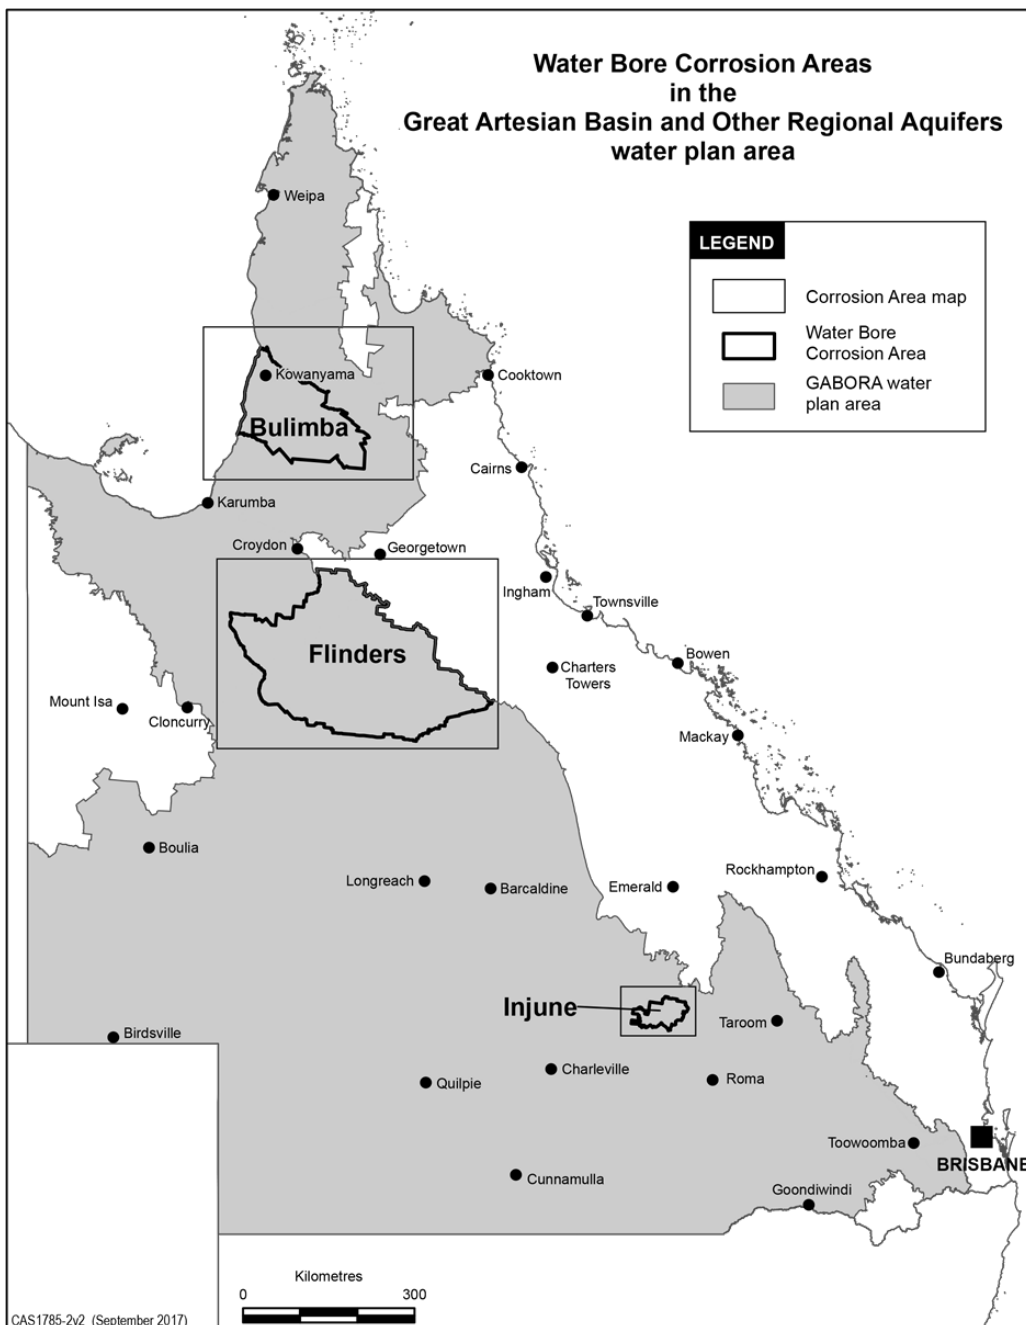 Water Bore Corrosion Areas
in the
Great Artesian Basin and Other Regional Aquifers
water plan area
Weipa
LEGEND
Corrosion Area map
Water Bore
Corrosion Area
GABORA water
plan area
Kowanyama
Cooktown
Bulimba
Cairns
Karumba
Croydon
Georgetown
Ingham
Townsville
Flinders
Bowen
Charters
Towers
Mount Isa
Cloncurry
Mackay
Boulia
Longreach
Barcaldine
Emerald
Rockhampton
Bundaberg
Injune
Taroom
Birdsville
Charleville
Quilpie
Roma
Toowoomba
BRISBANE
Cunnamulla
Goondiwindi
Kilometres
0 300
CAS1785-2v2 (September 2017)